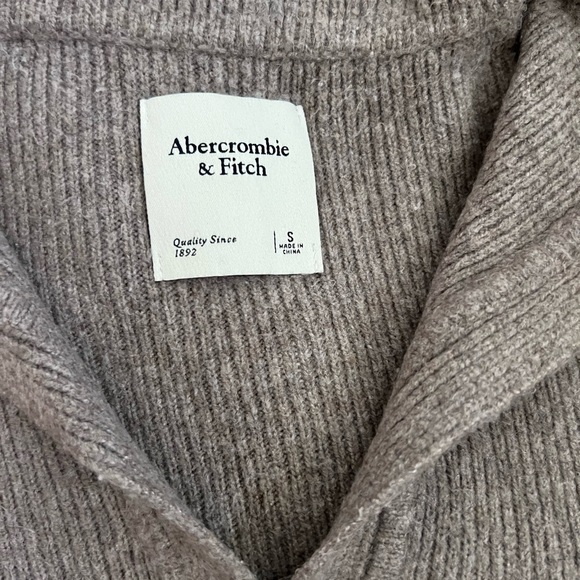 Abercrombie
& Fitch
Quality Since
1892
S
MADE IN
CHINA